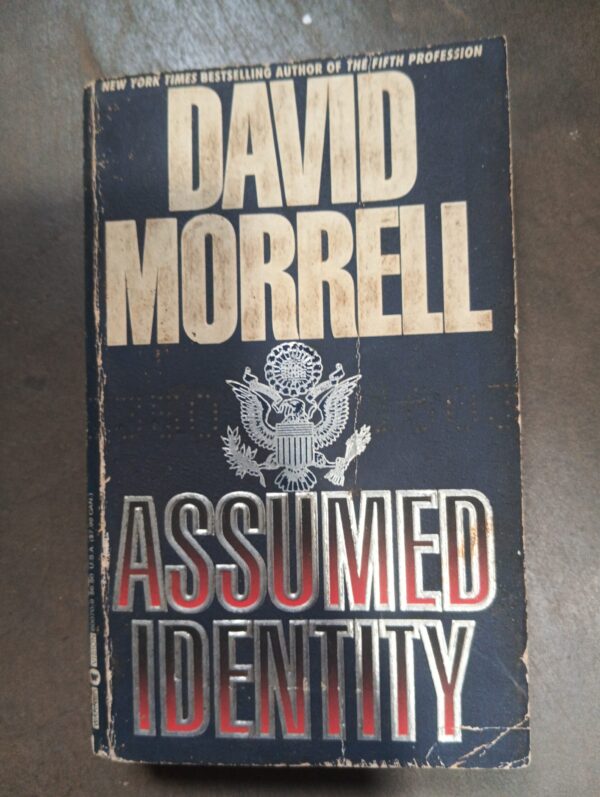 NEW YORK TIMES BESTSELLING AUTHOR OF THE FIFTH PROFESSION
DAVID
MORRELL
ASSUMED
IDENTITY
U.S.A.